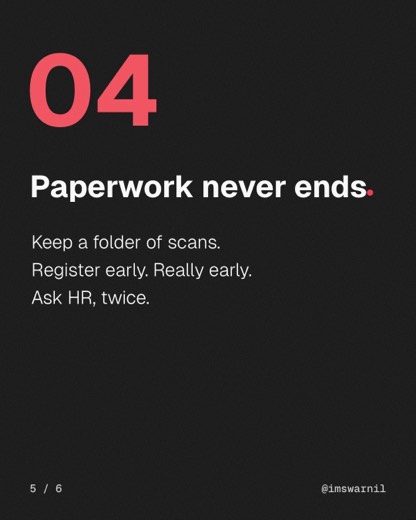 04
Paperwork never ends.
Keep a folder of scans.
Register early. Really early.
Ask HR, twice.
5 / 6
@imswarnil